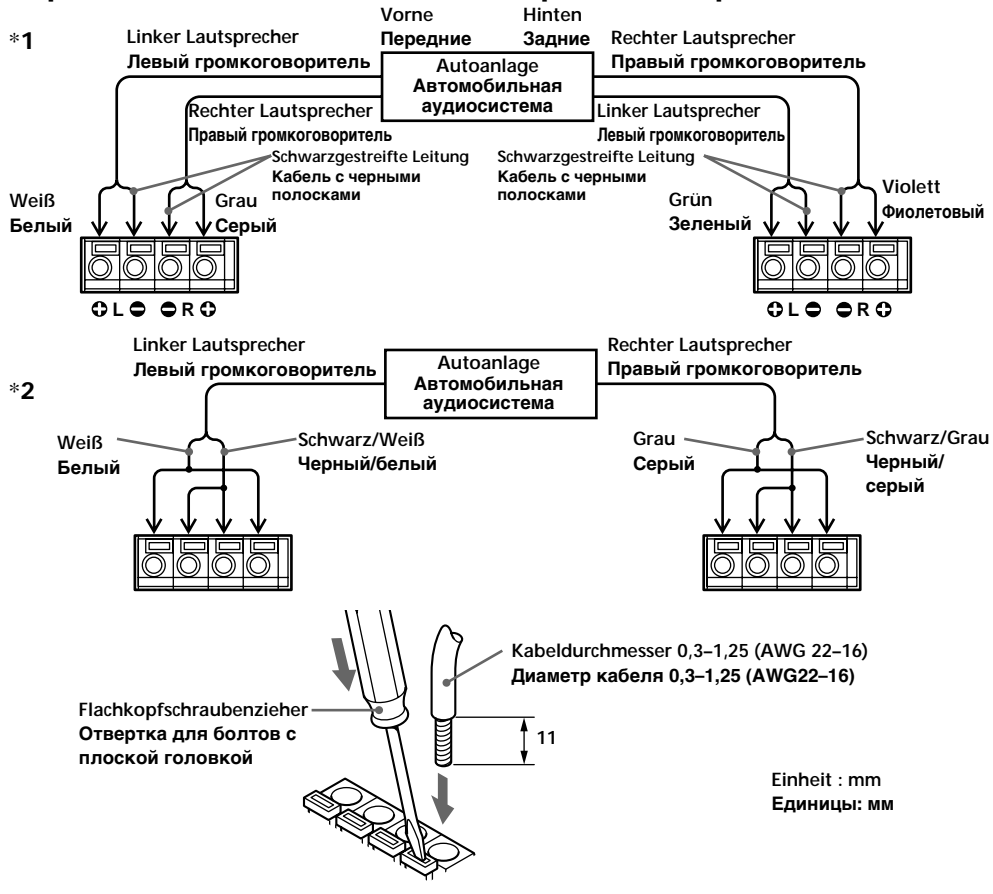 Vorne
Передние
Hinten
Задние
*1
Linker Lautsprecher
Левый громкоговоритель
Autoanlage
Автомобильная
аудиосистема
Rechter Lautsprecher
Правый громкоговоритель
Rechter Lautsprecher
Правый громкоговоритель
Linker Lautsprecher
Левый громкоговоритель
Schwarzgestreifte Leitung
Кабель с черными
полосками
Schwarzgestreifte Leitung
Кабель с черными
полосками
Weiß
Белый
Grau
Серый
Grün
Зеленый
Violett
Фиолетовый
+ L − − R +
+ L − − R +
*2
Linker Lautsprecher
Левый громкоговоритель
Autoanlage
Автомобильная
аудиосистема
Rechter Lautsprecher
Правый громкоговоритель
Weiß
Белый
Schwarz/Weiß
Черный/белый
Grau
Серый
Schwarz/Grau
Черный/
серый
Kabeldurchmesser 0,3–1,25 (AWG 22–16)
Диаметр кабеля 0,3–1,25 (AWG22–16)
Flachkopfschraubenzieher
Отвертка для болтов с
плоской головкой
11
Einheit : mm
Единицы: мм